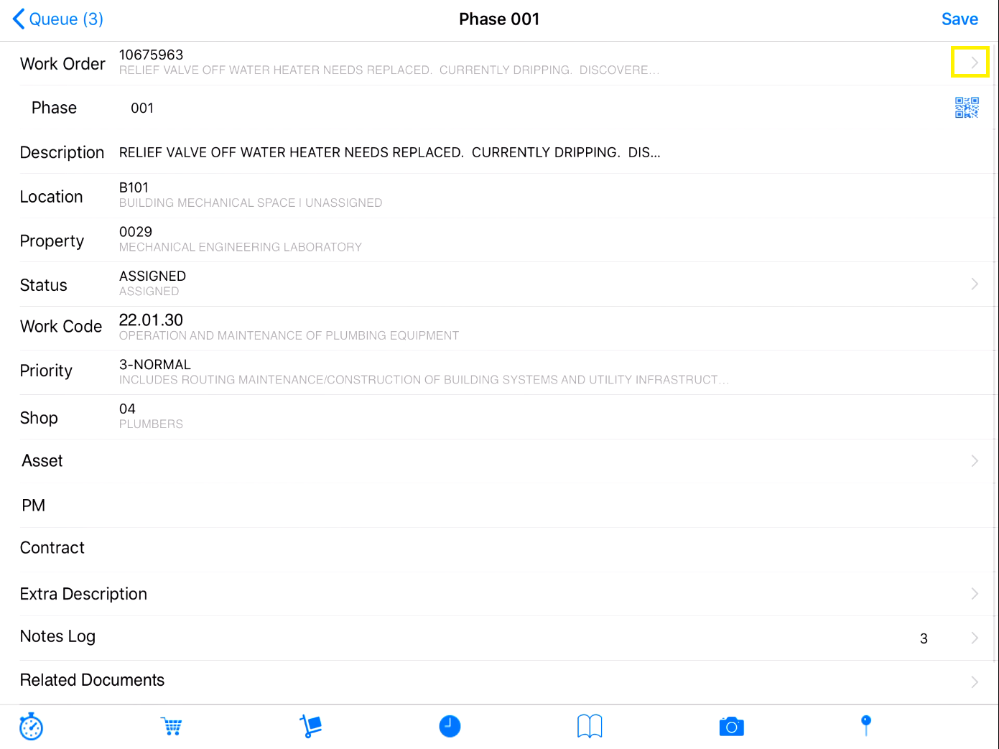 Queue (3)
Phase 001
Save
Work Order
10675963
RELIEF VALVE OFF WATER HEATER NEEDS REPLACED.  CURRENTLY DRIPPING.  DISCOVERE...
Phase
001
Description
RELIEF VALVE OFF WATER HEATER NEEDS REPLACED.  CURRENTLY DRIPPING.  DIS...
Location
B101
BUILDING MECHANICAL SPACE | UNASSIGNED
Property
0029
MECHANICAL ENGINEERING LABORATORY
Status
ASSIGNED
ASSIGNED
Work Code
22.01.30
OPERATION AND MAINTENANCE OF PLUMBING EQUIPMENT
Priority
3-NORMAL
INCLUDES ROUTING MAINTENANCE/CONSTRUCTION OF BUILDING SYSTEMS AND UTILITY INFRASTRUCT...
Shop
04
PLUMBERS
Asset
PM
Contract
Extra Description
Notes Log
3
Related Documents